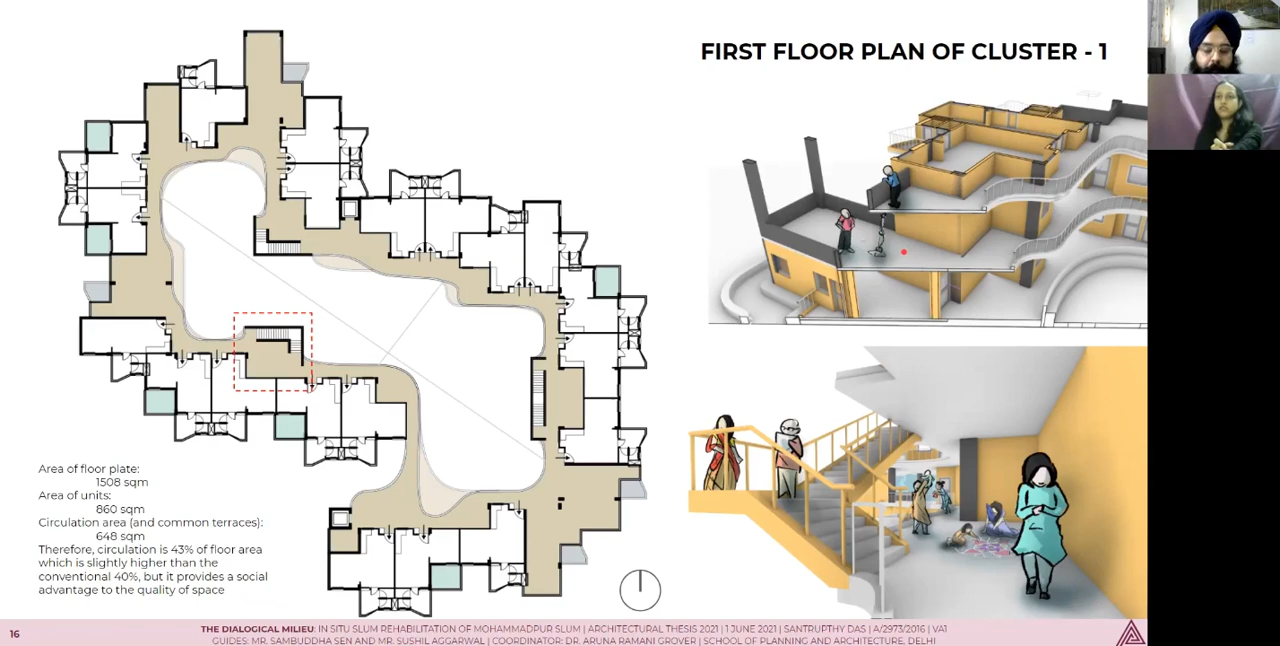 FIRST FLOOR PLAN OF CLUSTER - 1
Area of floor plate:
1508 sqm
Area of units:
860 sqm
Circulation area (and common terraces):
648 sqm
Therefore, circulation is 43% of floor area
which is slightly higher than the
conventional 40%, but it provides a social
advantage to the quality of space
16
THE DIALOGICAL MILIEU: IN SITU SLUM REHABILITATION OF MOHAMMADPUR SLUM | ARCHITECTURAL THESIS 2021 | 1 JUNE 2021 | SANTRUPTHY DAS | A/2973/2016 | VA1
GUIDES: MR. SAMBUDDHA SEN AND MR. SUSHIL AGGARWAL | COORDINATOR: DR. ARUNA RAMANI GROVER | SCHOOL OF PLANNING AND ARCHITECTURE, DELHI